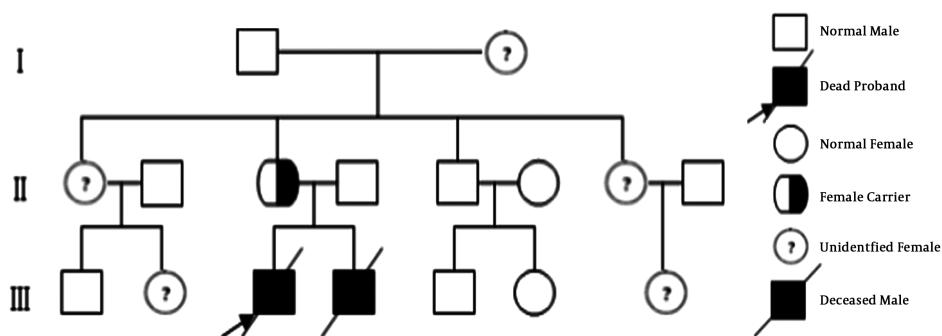 I
?
Normal Male
Dead Proband
Normal Female
II
?
?
Female Carrier
?
Unidentfied Female
III
?
?
Deceased Male